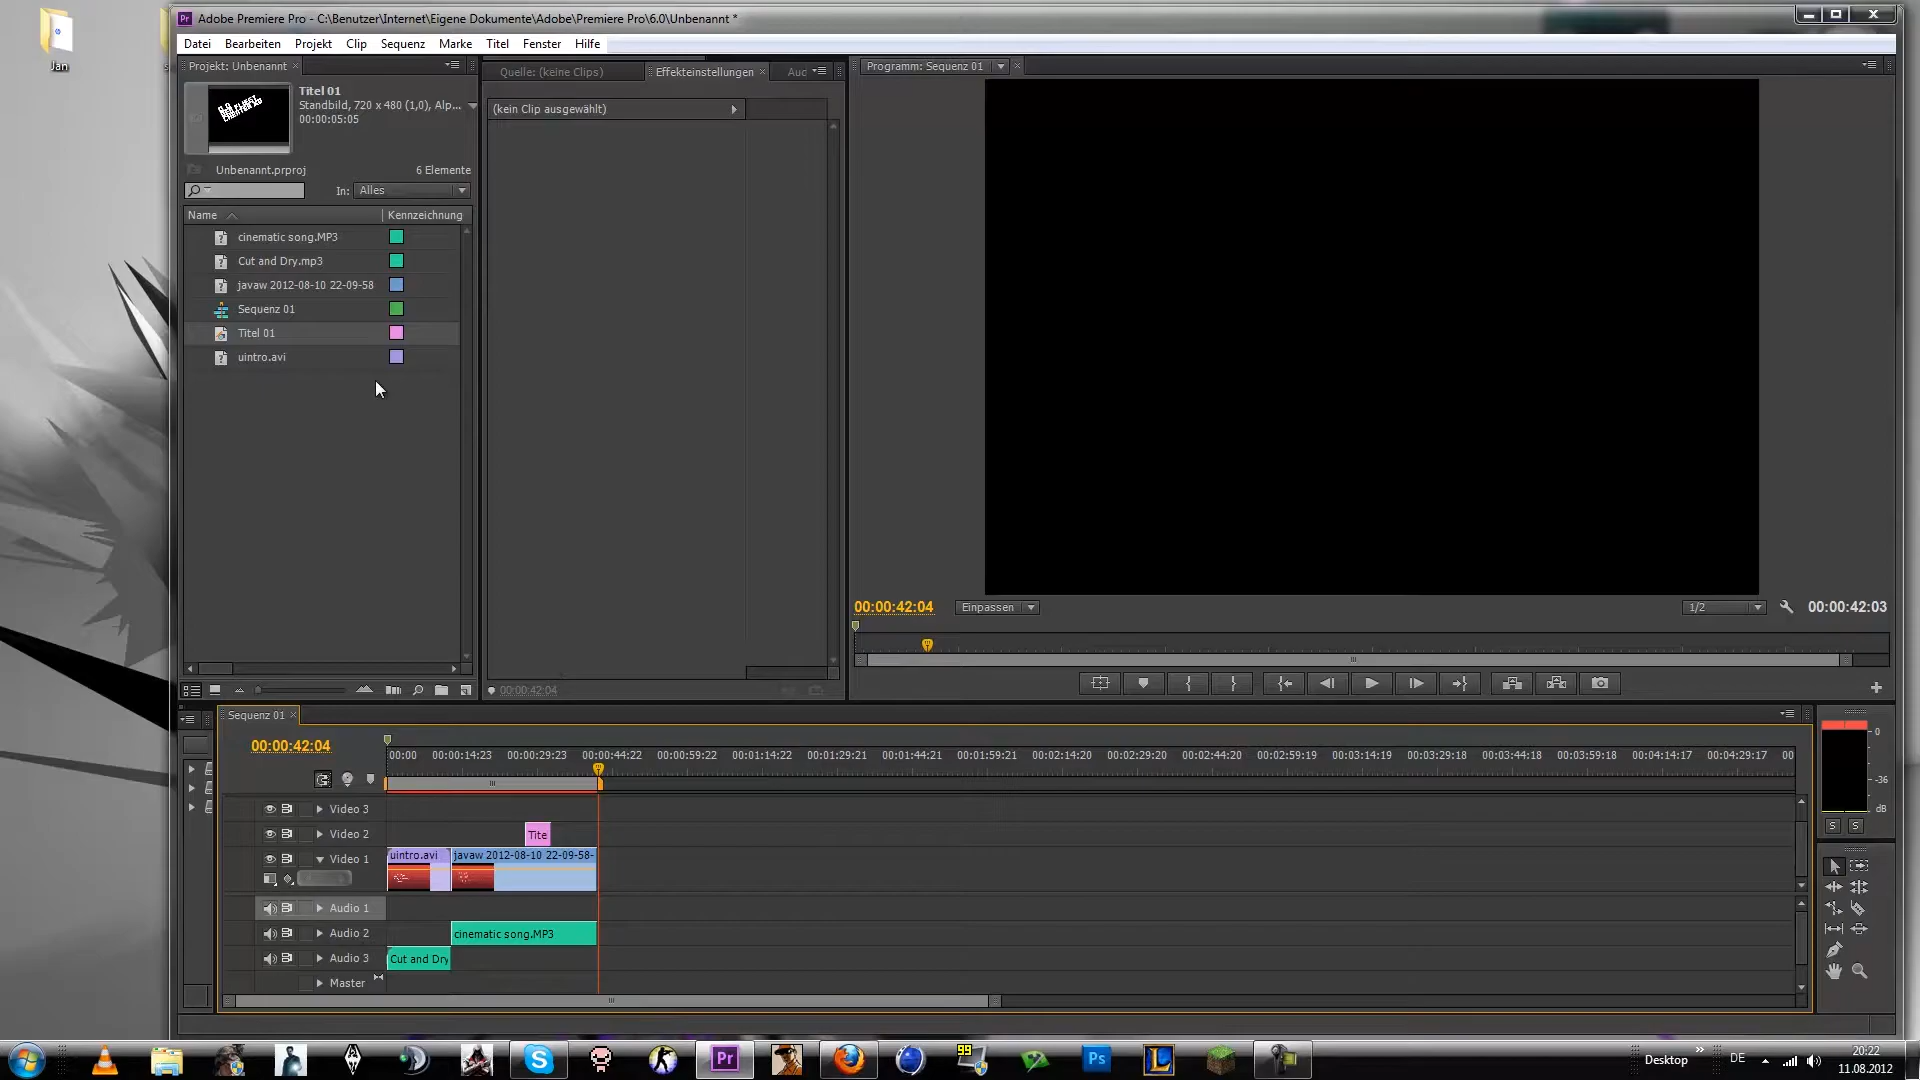 Jan
Adobe Premiere Pro - C:\Benutzer\Internet\Eigene Dokumente\Adobe\Premiere Pro\6.0\Unbenannt *
Datei Bearbeiten Projekt Clip Sequenz Marke Titel Fenster Hilfe
Projekt: Unbenannt
Quelle: (keine Clips)
Effekteinstellungen
Aud
Programm: Sequenz 01
Titel 01
Standbild, 720 x 480 (1,0), Alp...
00:00:05:05
(kein Clip ausgewählt)
Unbenannt.prproj
6 Elemente
In: Alles
Name
Kennzeichnung
cinematic song.MP3
Cut and Dry.mp3
javaw 2012-08-10 22-09-58
Sequenz 01
Titel 01
uintro.avi
00:00:42:04
Einpassen
1/2
00:00:42:03
00:00:42:04
Sequenz 01
00:00:42:04
00:00 00:00:14:23 00:00:29:23 00:00:44:22 00:00:59:22 00:01:14:22 00:01:29:21 00:01:44:21 00:01:59:21 00:02:14:20 00:02:29:20 00:02:44:20 00:02:59:19 00:03:14:19 00:03:29:18 00:03:44:18 00:03:59:18 00:04:14:17 00:04:29:17 00
Video 3
Video 2
Tite
Video 1
uintro.avi
javaw 2012-08-10 22-09-58-
Audio 1
Audio 2
cinematic song.MP3
Audio 3
Cut and Dry
Master
0
-36
dB
S S
99
Pr
Ps
Desktop
DE
20:22
11.08.2012